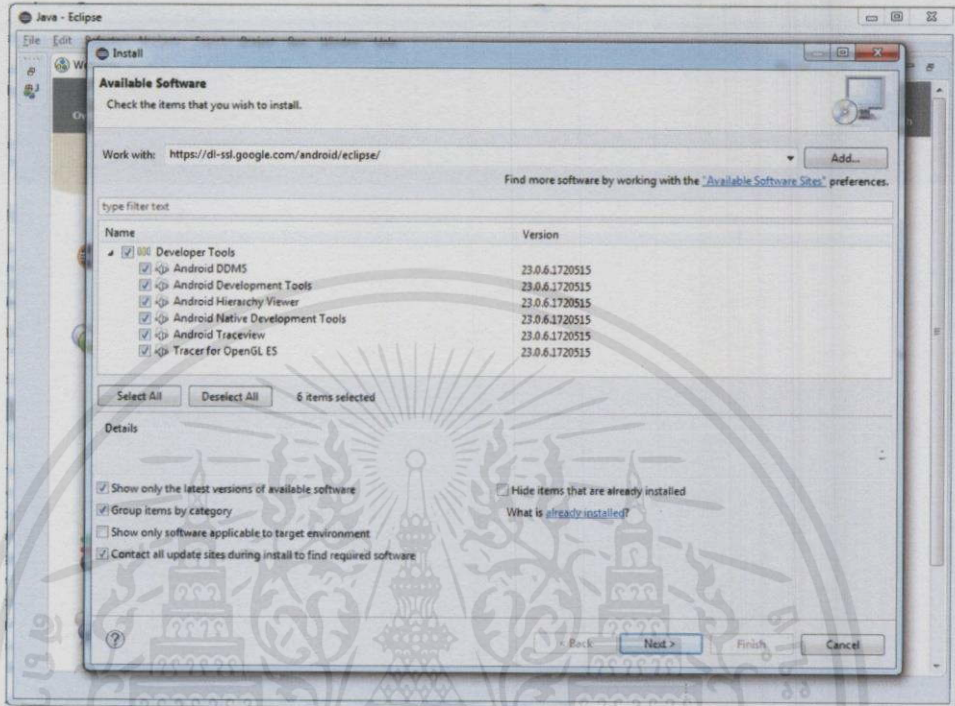 Java - Eclipse
File Edit
Install
Available Software
Check the items that you wish to install.
Work with: https://dl-ssl.google.com/android/eclipse/ Add...
Find more software by working with the "Available Software Sites" preferences.
type filter text
Name Version
Developer Tools
Android DDMS 23.0.6.1720515
Android Development Tools 23.0.6.1720515
Android Hierarchy Viewer 23.0.6.1720515
Android Native Development Tools 23.0.6.1720515
Android Traceview 23.0.6.1720515
Tracer for OpenGL ES 23.0.6.1720515
Select All Deselect All 6 items selected
Details
Show only the latest versions of available software Hide items that are already installed
Group items by category What is already installed?
Show only software applicable to target environment
Contact all update sites during install to find required software
? < Back Next > Finish Cancel